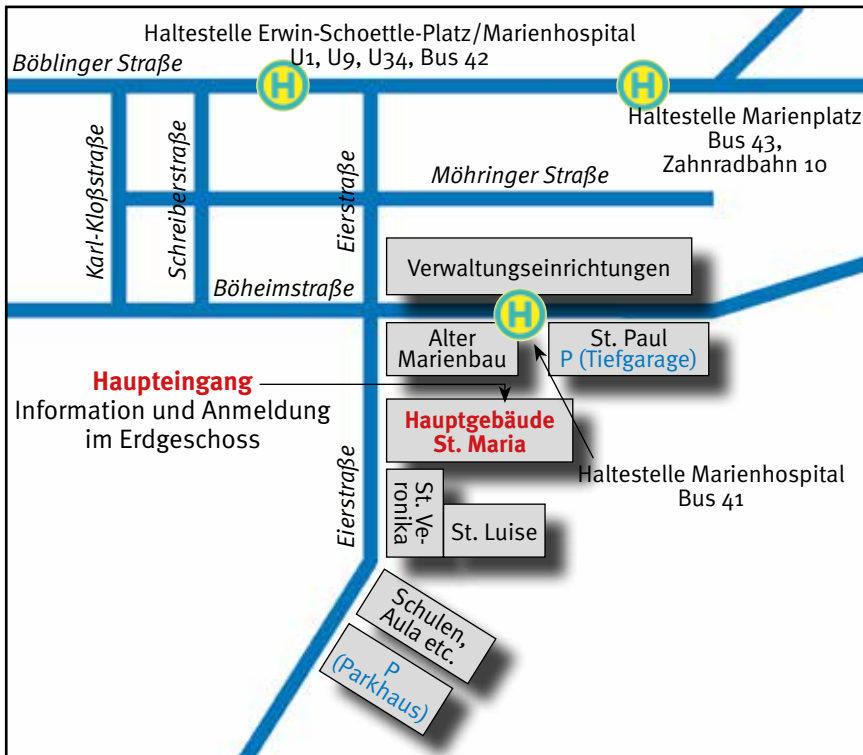 Haltestelle Erwin-Schoettle-Platz/Marienhospital
U1, U9, U34, Bus 42
Böblinger Straße
H
H
Haltestelle Marienplatz
Bus 43,
Zahnradbahn 10
Karl-Kloßstraße
Schreiberstraße
Eierstraße
Möhringer Straße
Verwaltungseinrichtungen
Böheimstraße
H
Alter
Marienbau
St. Paul
P (Tiefgarage)
Haupteingang
Information und Anmeldung
im Erdgeschoss
Hauptgebäude
St. Maria
Haltestelle Marienhospital
Bus 41
Eierstraße
St. Ve-
ronika
St. Luise
Schulen,
Aula etc.
P
(Parkhaus)